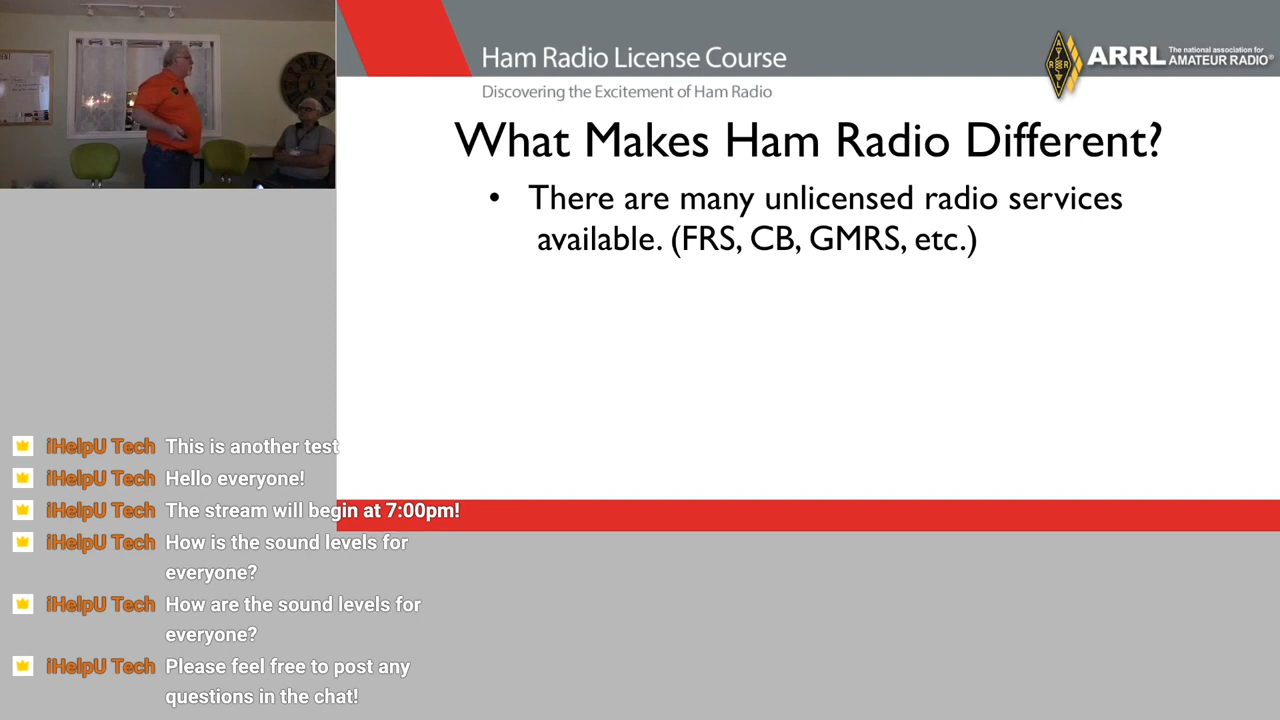 Ham Radio License Course
ARRL The national association for
AMATEUR RADIO®
Discovering the Excitement of Ham Radio
What Makes Ham Radio Different?
• There are many unlicensed radio services
available. (FRS, CB, GMRS, etc.)
iHelpU Tech This is another test
iHelpU Tech Hello everyone!
iHelpU Tech The stream will begin at 7:00pm!
iHelpU Tech How is the sound levels for
everyone?
iHelpU Tech How are the sound levels for
everyone?
iHelpU Tech Please feel free to post any
questions in the chat!